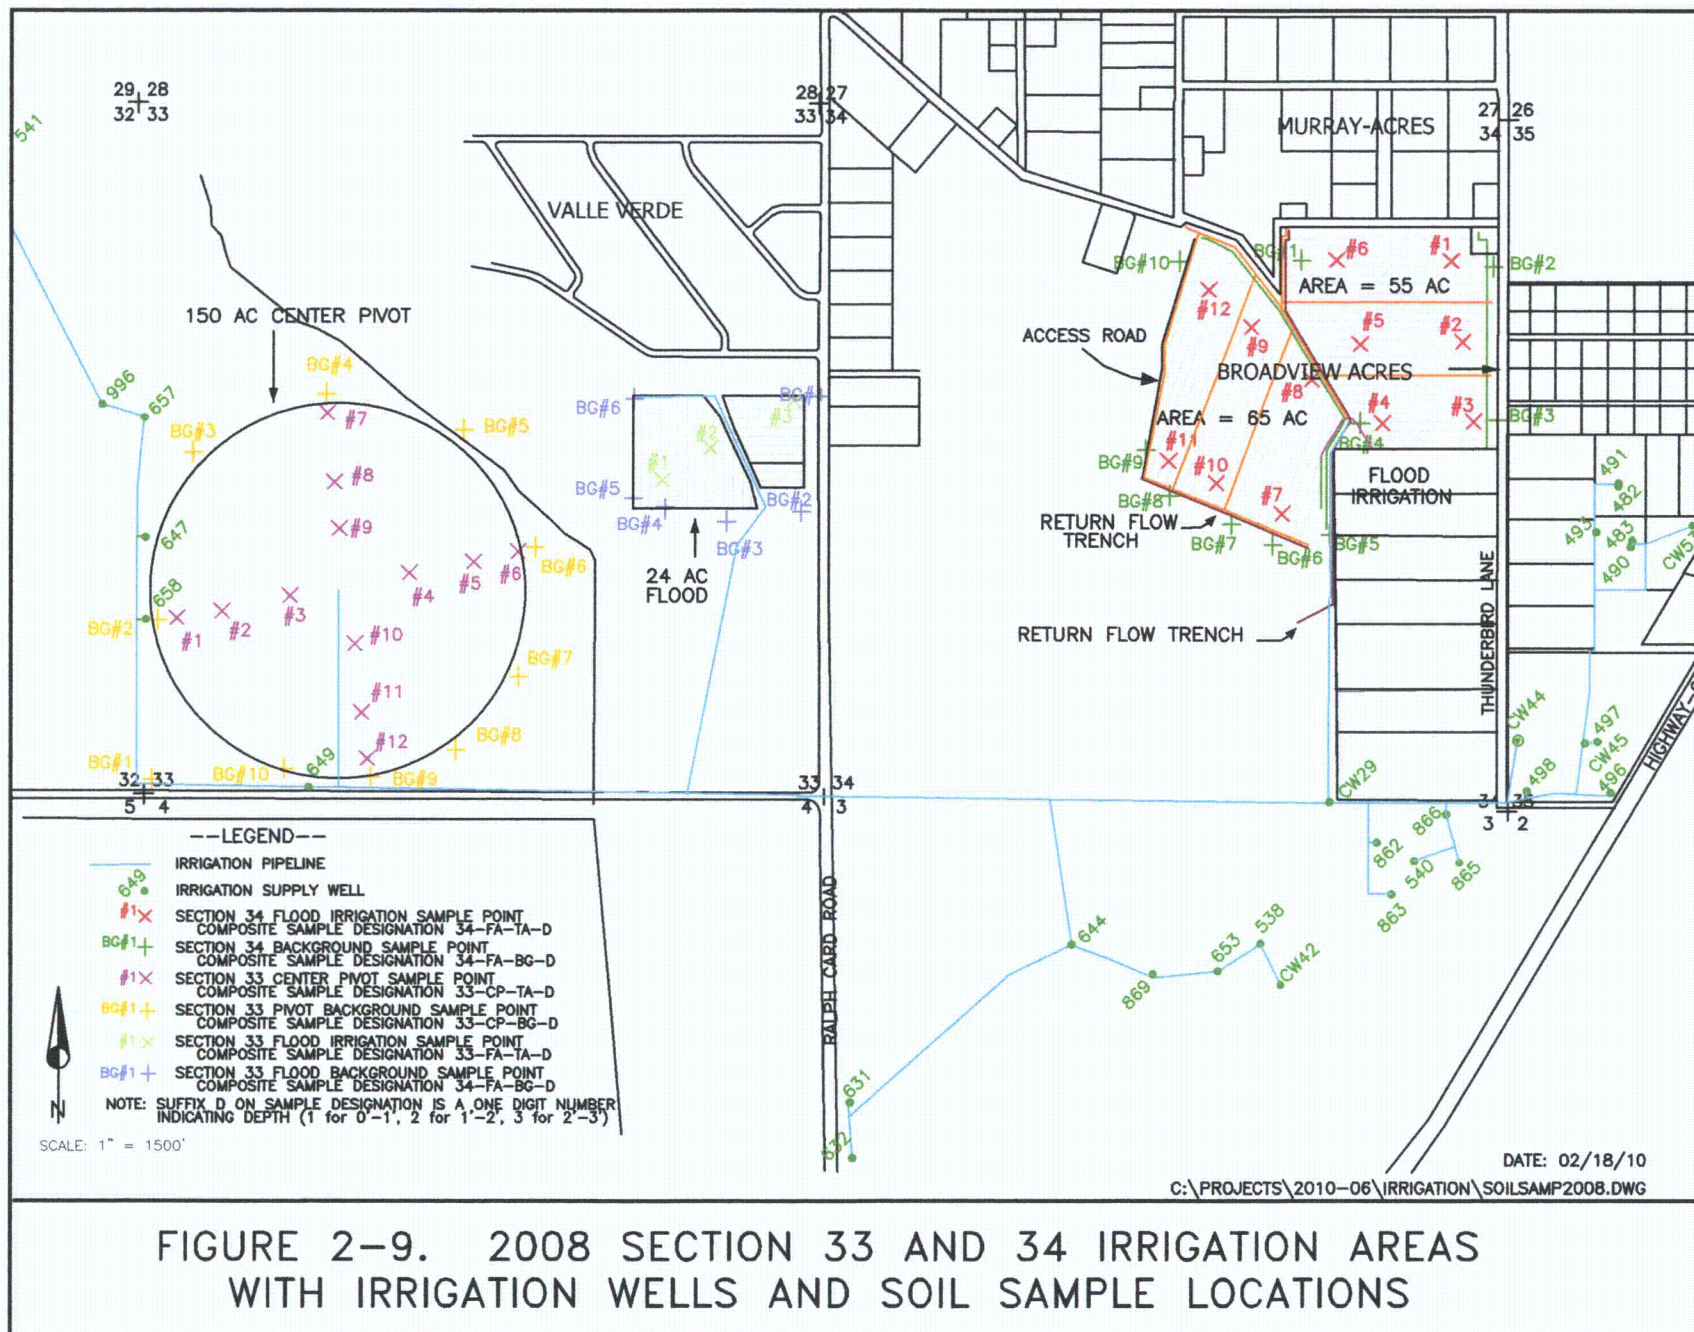 29 28
32 33
28 27
33 34
27 26
34 35
541
MURRAY-ACRES
VALLE VERDE
150 AC CENTER PIVOT
BG#10
BG#1
#6
#1
BG#2
AREA = 55 AC
#12
#5
#2
#9
ACCESS ROAD
BROADVIEW ACRES
#8
#4
#3
BG#3
BG#4
AREA = 65 AC
#11
#10
#7
BG#9
BG#8
BG#7
BG#6
BG#5
FLOOD
IRRIGATION
RETURN FLOW
TRENCH
RETURN FLOW TRENCH
THUNDERBIRD LANE
996
657
647
658
649
BG#4
BG#3
BG#5
BG#6
BG#2
BG#7
BG#8
BG#1
BG#10
BG#9
#7
#8
#9
#6
#5
#4
#3
#2
#1
#10
#11
#12
BG#6
BG#1
#3
#2
#1
BG#5
BG#4
BG#3
BG#2
24 AC
FLOOD
491
482
493
483
490
CW53
CW44
497
CW45
498
496
CW29
866
862
540
865
863
644
538
653
869
CW42
631
632
HIGHWAY-
RALPH CARD ROAD
32 33
5 4
33 34
4 3
34 35
3 2
--LEGEND--
IRRIGATION PIPELINE
649
IRRIGATION SUPPLY WELL
#1 SECTION 34 FLOOD IRRIGATION SAMPLE POINT
COMPOSITE SAMPLE DESIGNATION 34-FA-TA-D
BG#1 SECTION 34 BACKGROUND SAMPLE POINT
COMPOSITE SAMPLE DESIGNATION 34-FA-BG-D
#1 SECTION 33 CENTER PIVOT SAMPLE POINT
COMPOSITE SAMPLE DESIGNATION 33-CP-TA-D
BG#1 SECTION 33 PIVOT BACKGROUND SAMPLE POINT
COMPOSITE SAMPLE DESIGNATION 33-CP-BG-D
#1 SECTION 33 FLOOD IRRIGATION SAMPLE POINT
COMPOSITE SAMPLE DESIGNATION 33-FA-TA-D
BG#1 SECTION 33 FLOOD BACKGROUND SAMPLE POINT
COMPOSITE SAMPLE DESIGNATION 34-FA-BG-D
NOTE: SUFFIX D ON SAMPLE DESIGNATION IS A ONE DIGIT NUMBER
INDICATING DEPTH (1 for 0'-1', 2 for 1'-2', 3 for 2'-3')
N
SCALE: 1" = 1500'
DATE: 02/18/10
C:\PROJECTS\2010-06\IRRIGATION\SOILSAMP2008.DWG
FIGURE 2-9. 2008 SECTION 33 AND 34 IRRIGATION AREAS
WITH IRRIGATION WELLS AND SOIL SAMPLE LOCATIONS